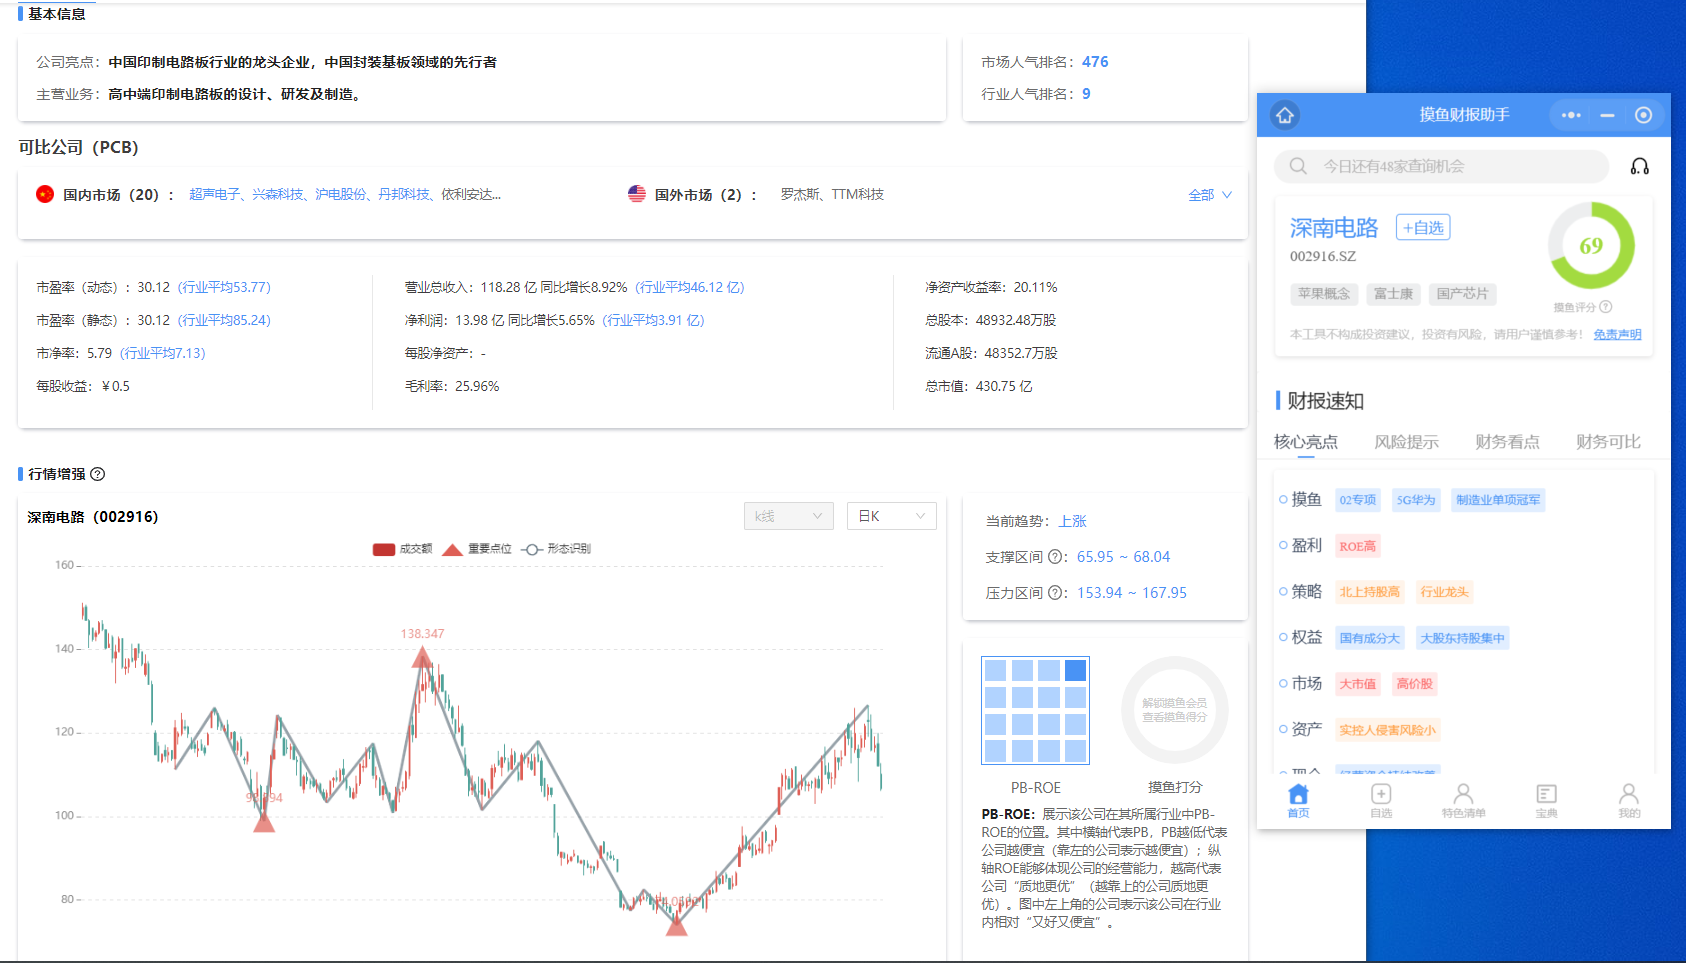 基本信息
公司亮点：中国印制电路板行业的龙头企业，中国封装基板领域的先行者
主营业务：高中端印制电路板的设计、研发及制造。
市场人气排名：476
行业人气排名：9
可比公司（PCB）
国内市场（20）： 超声电子、兴森科技、沪电股份、丹邦科技、依利安达...
国外市场（2）： 罗杰斯、TTM科技
全部
市盈率（动态）：30.12（行业平均53.77）
市盈率（静态）：30.12（行业平均85.24）
市净率：5.79（行业平均7.13）
每股收益：￥0.5
营业总收入：118.28 亿 同比增长8.92%（行业平均46.12 亿）
净利润：13.98 亿 同比增长5.65%（行业平均3.91 亿）
每股净资产：-
毛利率：25.96%
净资产收益率：20.11%
总股本：48932.48万股
流通A股：48352.7万股
总市值：430.75 亿
行情增强
深南电路（002916）
k线
日K
成交额 重要点位 形态识别
160
140
120
100
80
138.347
当前趋势：上涨
支撑区间：65.95 ~ 68.04
压力区间：153.94 ~ 167.95
解锁摸鱼会员
查看摸鱼得分
PB-ROE
摸鱼打分
PB-ROE：展示该公司在其所属行业中PB-
ROE的位置。其中横轴代表PB，PB越低代表
公司越便宜（靠左的公司表示越便宜）；纵
轴ROE能够体现公司的经营能力，越高代表
公司“质地更优”（越靠上的公司质地更
优）。图中左上角的公司表示该公司在行业
内相对“又好又便宜”。
摸鱼财报助手
今日还有48家查询机会
深南电路
+自选
002916.SZ
69
苹果概念 富士康 国产芯片
摸鱼评分
本工具不构成投资建议，投资有风险，请用户谨慎参考！ 免责声明
财报速知
核心亮点 风险提示 财务看点 财务可比
摸鱼 02专项 5G华为 制造业单项冠军
盈利 ROE高
策略 北上持股高 行业龙头
权益 国有成分大 大股东持股集中
市场 大市值 高价股
资产 实控人侵害风险小
首页 自选 特色清单 宝典 我的